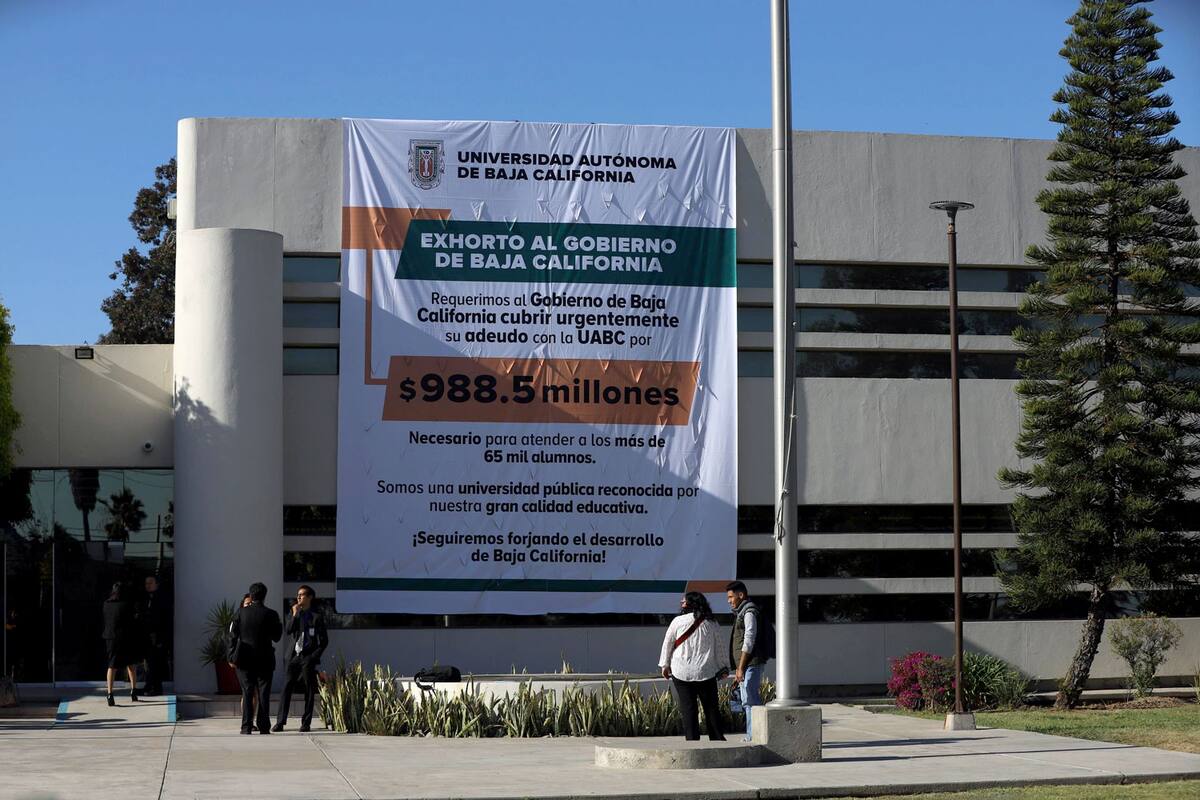 UNIVERSIDAD AUTÓNOMA
DE BAJA CALIFORNIA
EXHORTO AL GOBIERNO
DE BAJA CALIFORNIA
Requerimos al Gobierno de Baja
California cubrir urgentemente
su adeudo con la UABC por
$988.5 millones
Necesario para atender a los más de
65 mil alumnos.
Somos una universidad pública reconocida por
nuestra gran calidad educativa.
¡Seguiremos forjando el desarrollo
de Baja California!